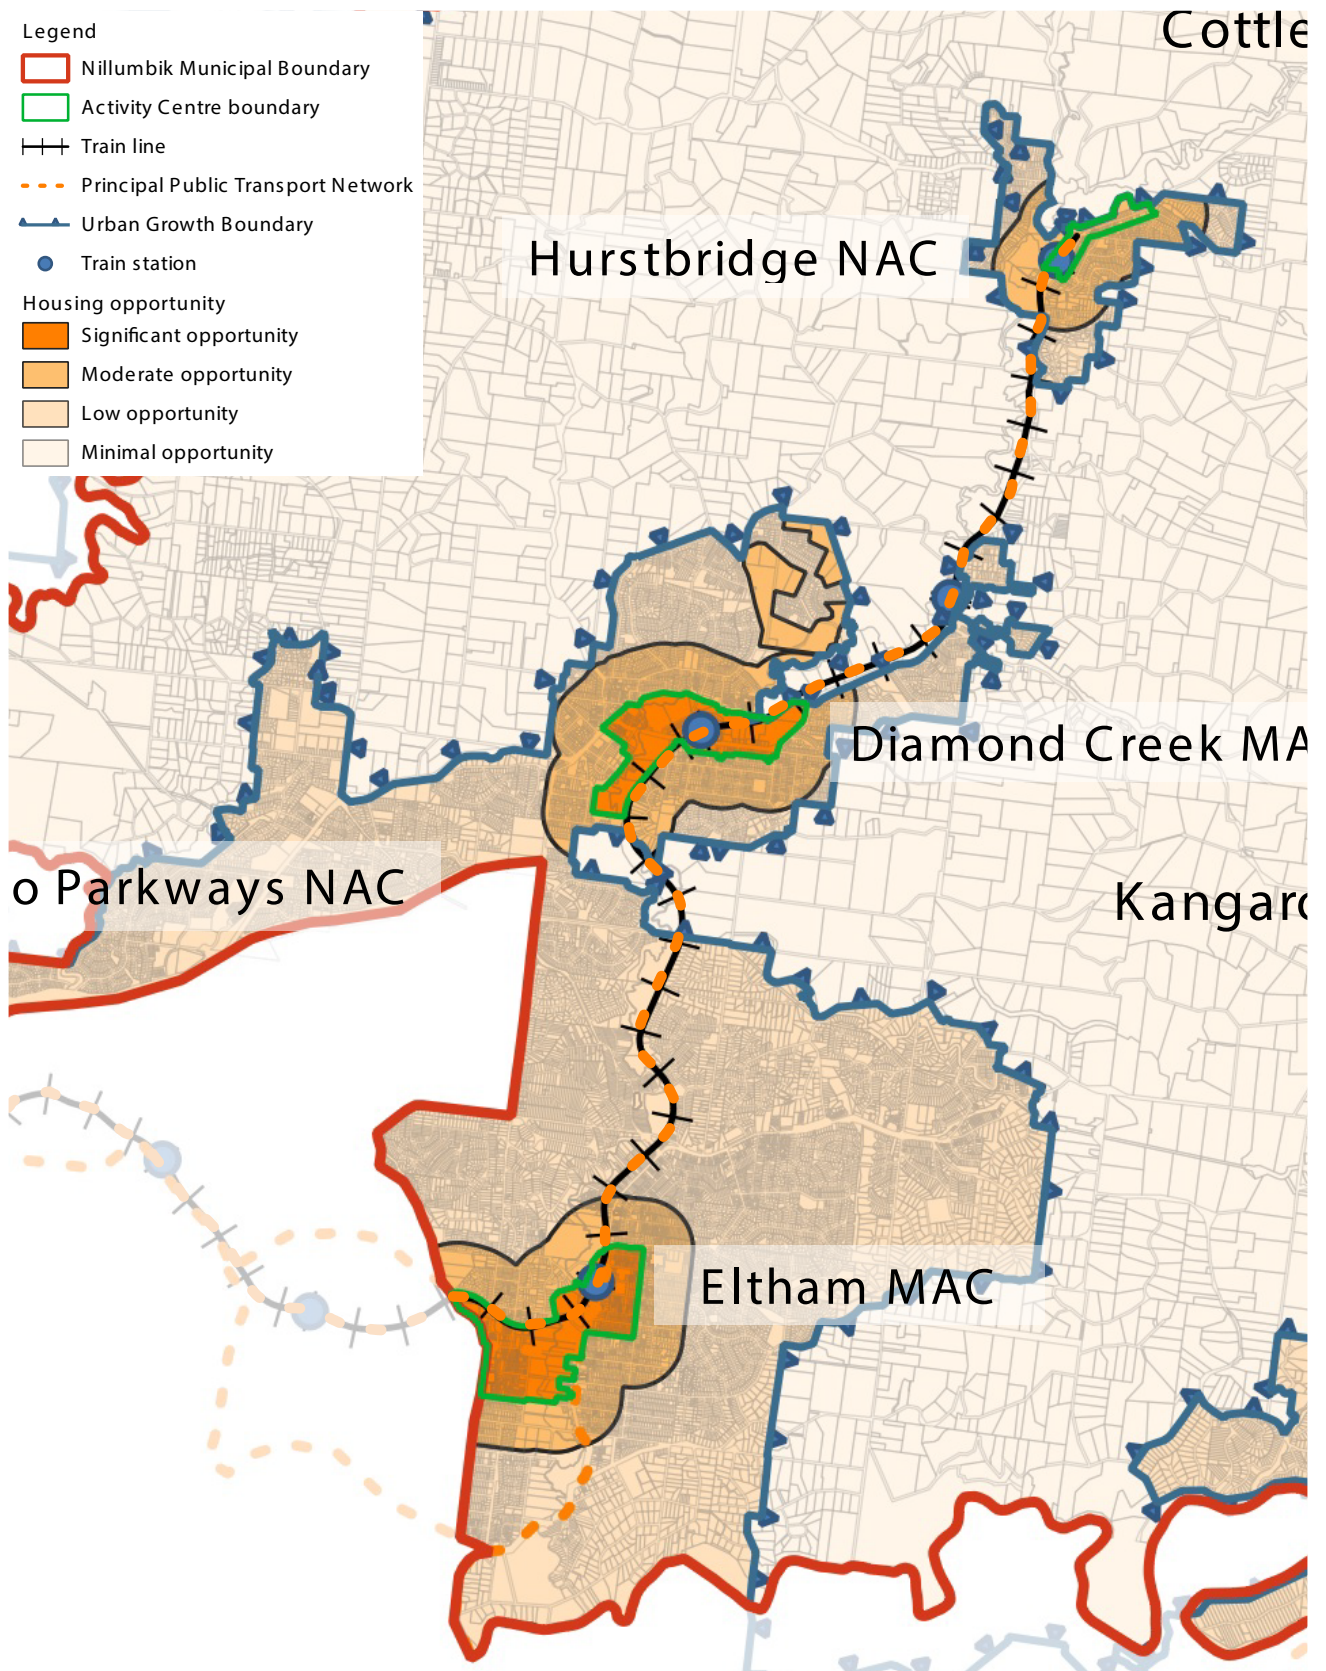 Legend
Nillumbik Municipal Boundary
Activity Centre boundary
Train line
Principal Public Transport Network
Urban Growth Boundary
Train station
Housing opportunity
Significant opportunity
Moderate opportunity
Low opportunity
Minimal opportunity
Cottle
Hurstbridge NAC
Diamond Creek MA
o Parkways NAC
Kangaro
Eltham MAC